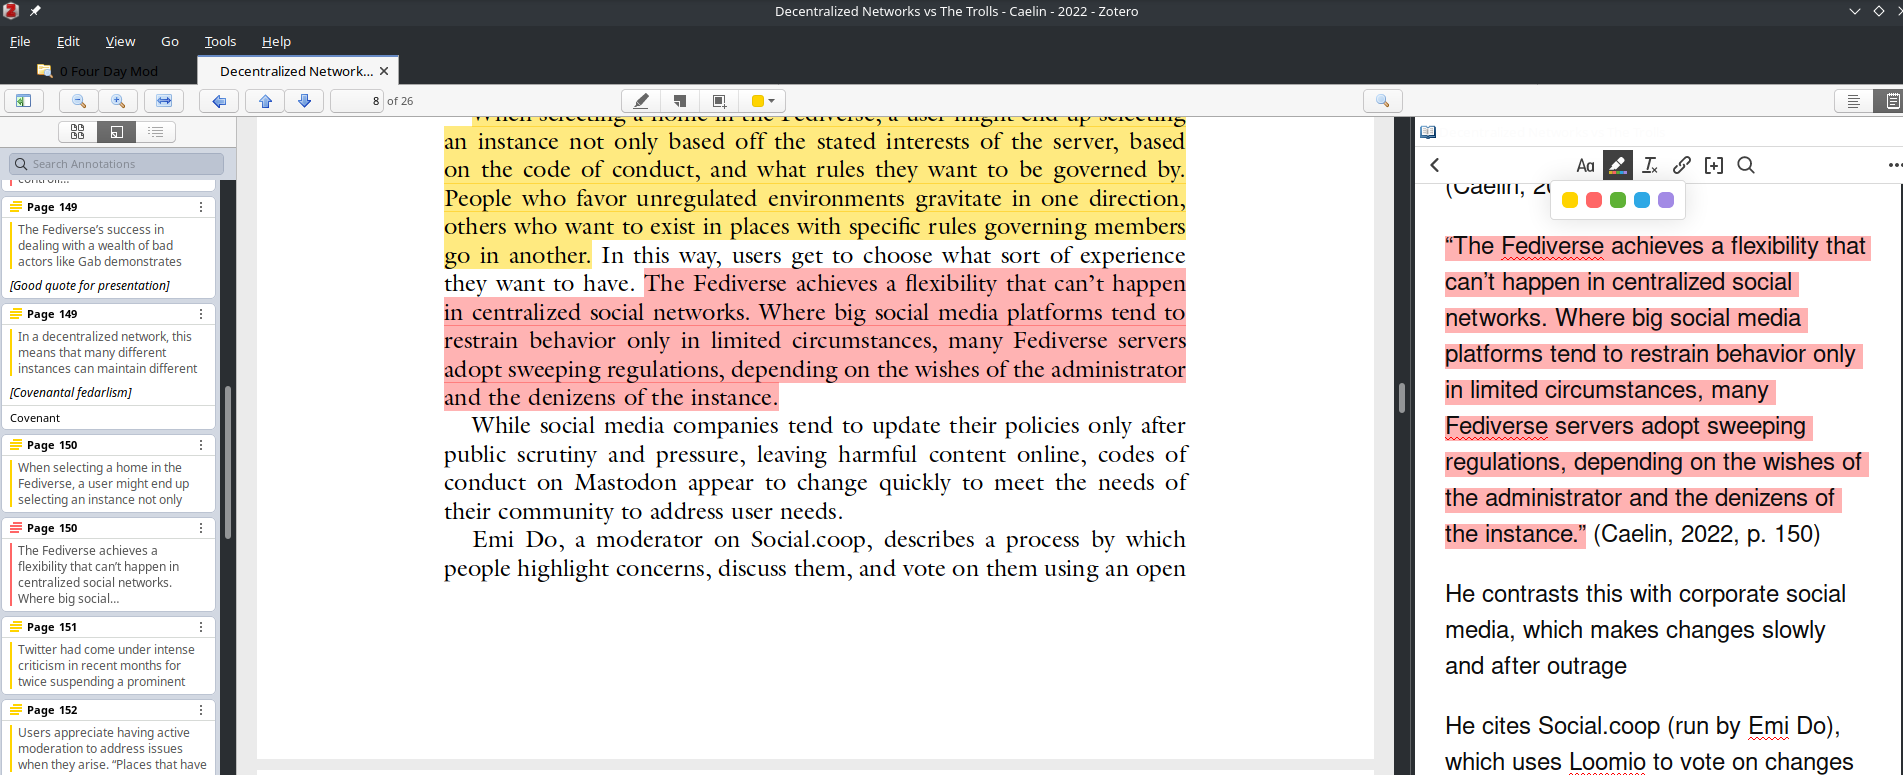 Decentralized Networks vs The Trolls - Caelin - 2022 - Zotero
File Edit View Go Tools Help
0 Four Day Mod
Decentralized Network...
8 of 26
Search Annotations
Page 149
The Fediverse’s success in
dealing with a wealth of bad
actors like Gab demonstrates
[Good quote for presentation]
Page 149
In a decentralized network, this
means that many different
instances can maintain different
[Covenantal fedarlism]
Covenant
Page 150
When selecting a home in the
Fediverse, a user might end up
selecting an instance not only
Page 150
The Fediverse achieves a
flexibility that can’t happen in
centralized social networks.
Where big social...
Page 151
Twitter had come under intense
criticism in recent months for
twice suspending a prominent
Page 152
Users appreciate having active
moderation to address issues
when they arise. “Places that have
When selecting a home in the Fediverse, a user might end up selecting
an instance not only based off the stated interests of the server, based
on the code of conduct, and what rules they want to be governed by.
People who favor unregulated environments gravitate in one direction,
others who want to exist in places with specific rules governing members
go in another. In this way, users get to choose what sort of experience
they want to have. The Fediverse achieves a flexibility that can’t happen
in centralized social networks. Where big social media platforms tend to
restrain behavior only in limited circumstances, many Fediverse servers
adopt sweeping regulations, depending on the wishes of the administrator
and the denizens of the instance.
While social media companies tend to update their policies only after
public scrutiny and pressure, leaving harmful content online, codes of
conduct on Mastodon appear to change quickly to meet the needs of
their community to address user needs.
Emi Do, a moderator on Social.coop, describes a process by which
people highlight concerns, discuss them, and vote on them using an open
Aa
(Caelin, 20
“The Fediverse achieves a flexibility that
can’t happen in centralized social
networks. Where big social media
platforms tend to restrain behavior only
in limited circumstances, many
Fediverse servers adopt sweeping
regulations, depending on the wishes of
the administrator and the denizens of
the instance.” (Caelin, 2022, p. 150)
He contrasts this with corporate social
media, which makes changes slowly
and after outrage
He cites Social.coop (run by Emi Do),
which uses Loomio to vote on changes